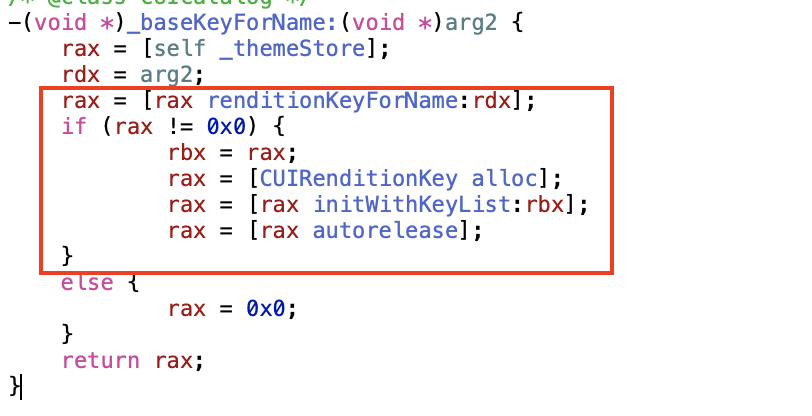 /* @class CUICatalog */
-(void *)_baseKeyForName:(void *)arg2 {
    rax = [self _themeStore];
    rdx = arg2;
    rax = [rax renditionKeyForName:rdx];
    if (rax != 0x0) {
            rbx = rax;
            rax = [CUIRenditionKey alloc];
            rax = [rax initWithKeyList:rbx];
            rax = [rax autorelease];
    }
    else {
            rax = 0x0;
    }
    return rax;
}